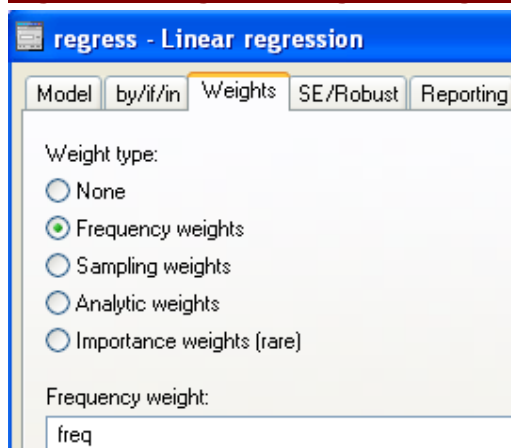 regress - Linear regression
Model by/if/in Weights SE/Robust Reporting
Weight type:
None
Frequency weights
Sampling weights
Analytic weights
Importance weights (rare)
Frequency weight:
freq